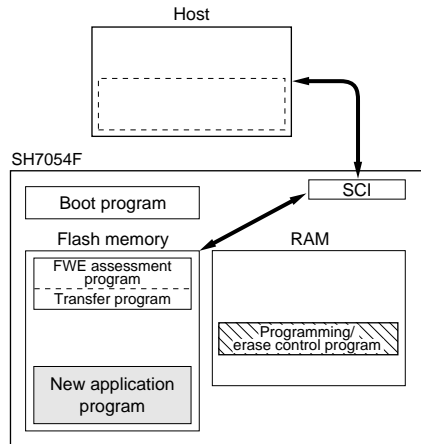 Host
SH7054F
SCI
Boot program
Flash memory
RAM
FWE assessment
program
Transfer program
Programming/
erase control program
New application
program